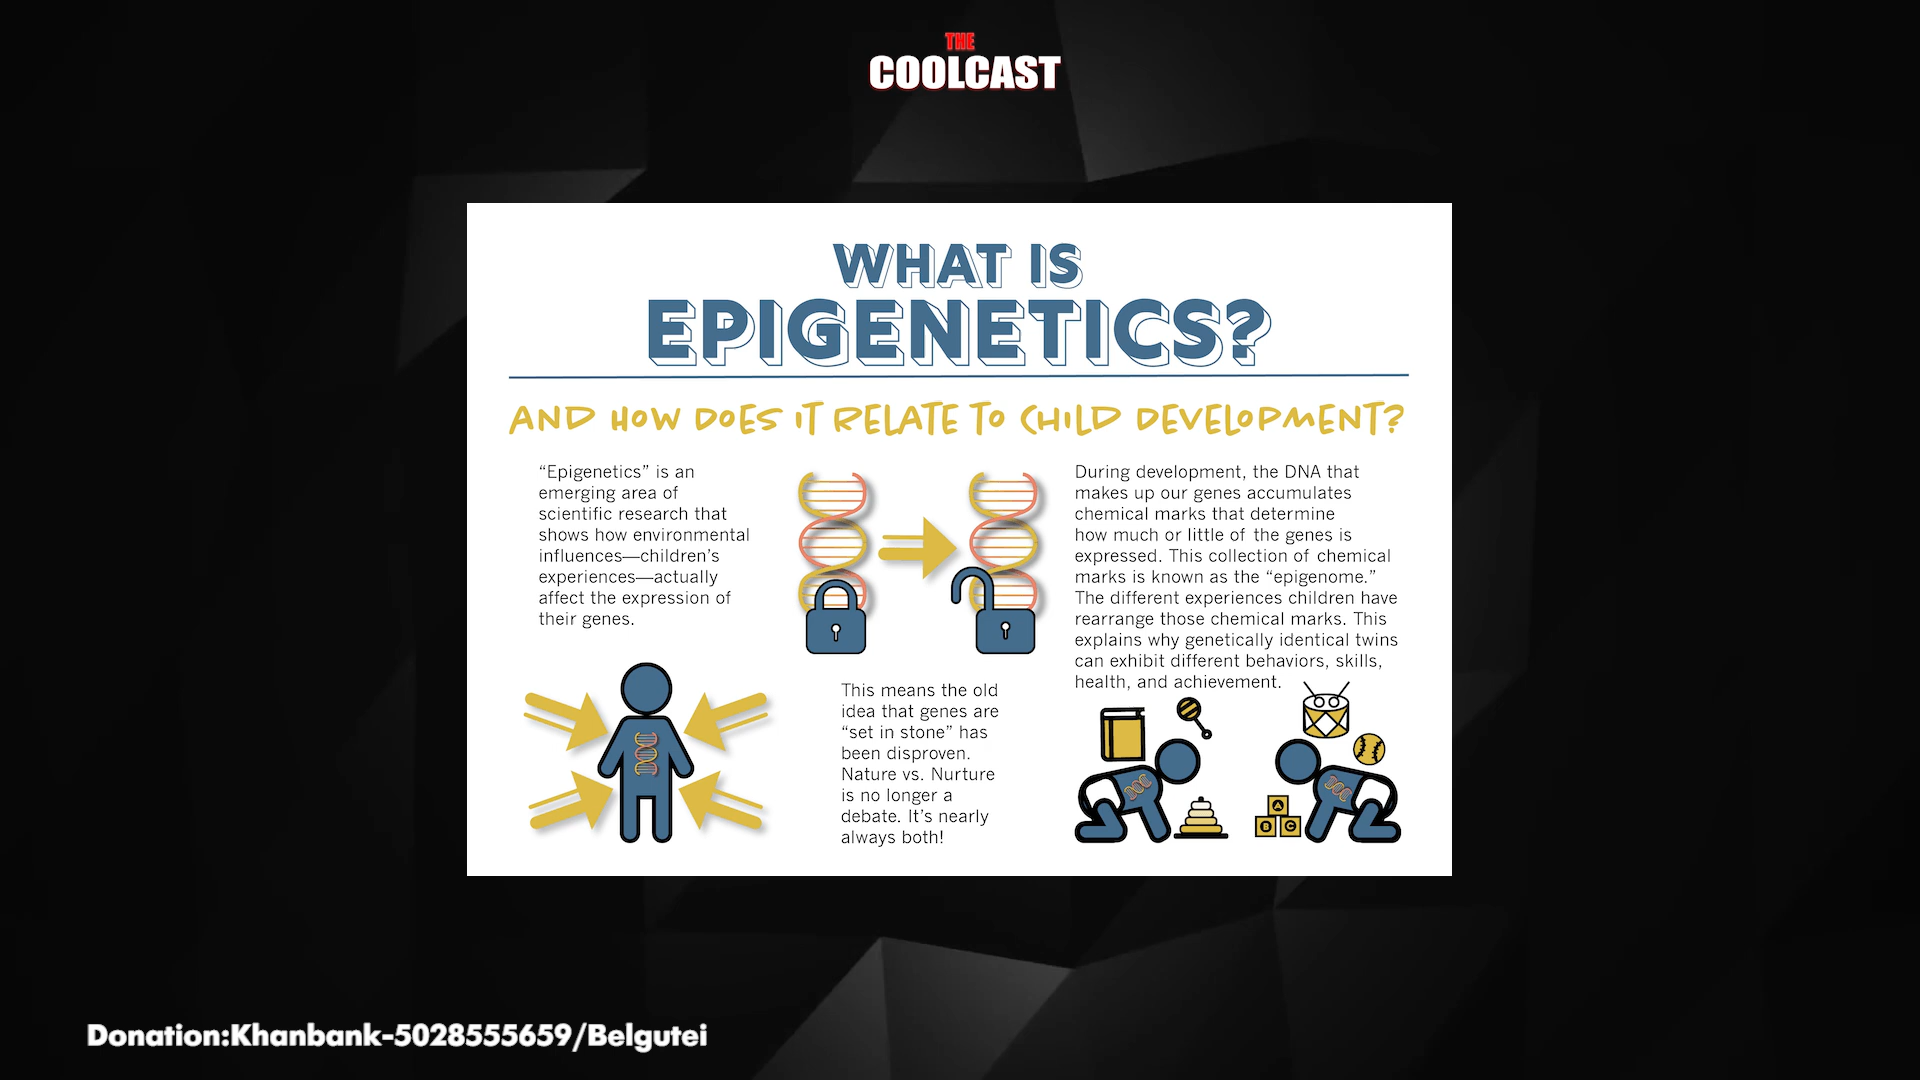 THE
COOLCAST
WHAT IS
EPIGENETICS?
AND HOW DOES IT RELATE TO CHILD DEVELOPMENT?
“Epigenetics” is an
emerging area of
scientific research that
shows how environmental
influences—children’s
experiences—actually
affect the expression of
their genes.
This means the old
idea that genes are
“set in stone” has
been disproven.
Nature vs. Nurture
is no longer a
debate. It’s nearly
always both!
During development, the DNA that
makes up our genes accumulates
chemical marks that determine
how much or little of the genes is
expressed. This collection of chemical
marks is known as the “epigenome.”
The different experiences children have
rearrange those chemical marks. This
explains why genetically identical twins
can exhibit different behaviors, skills,
health, and achievement.
A
B C
Donation:Khanbank-5028555659/Belgutei